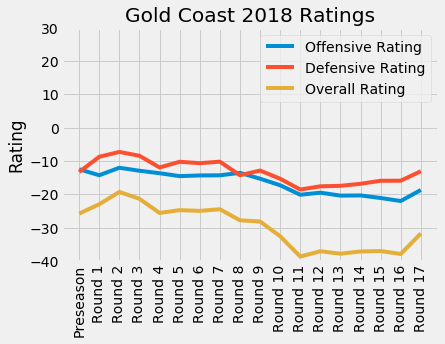 Gold Coast 2018 Ratings
Offensive Rating
Defensive Rating
Overall Rating
Rating
30
20
10
0
−10
−20
−30
−40
Preseason
Round 1
Round 2
Round 3
Round 4
Round 5
Round 6
Round 7
Round 8
Round 9
Round 10
Round 11
Round 12
Round 13
Round 14
Round 15
Round 16
Round 17